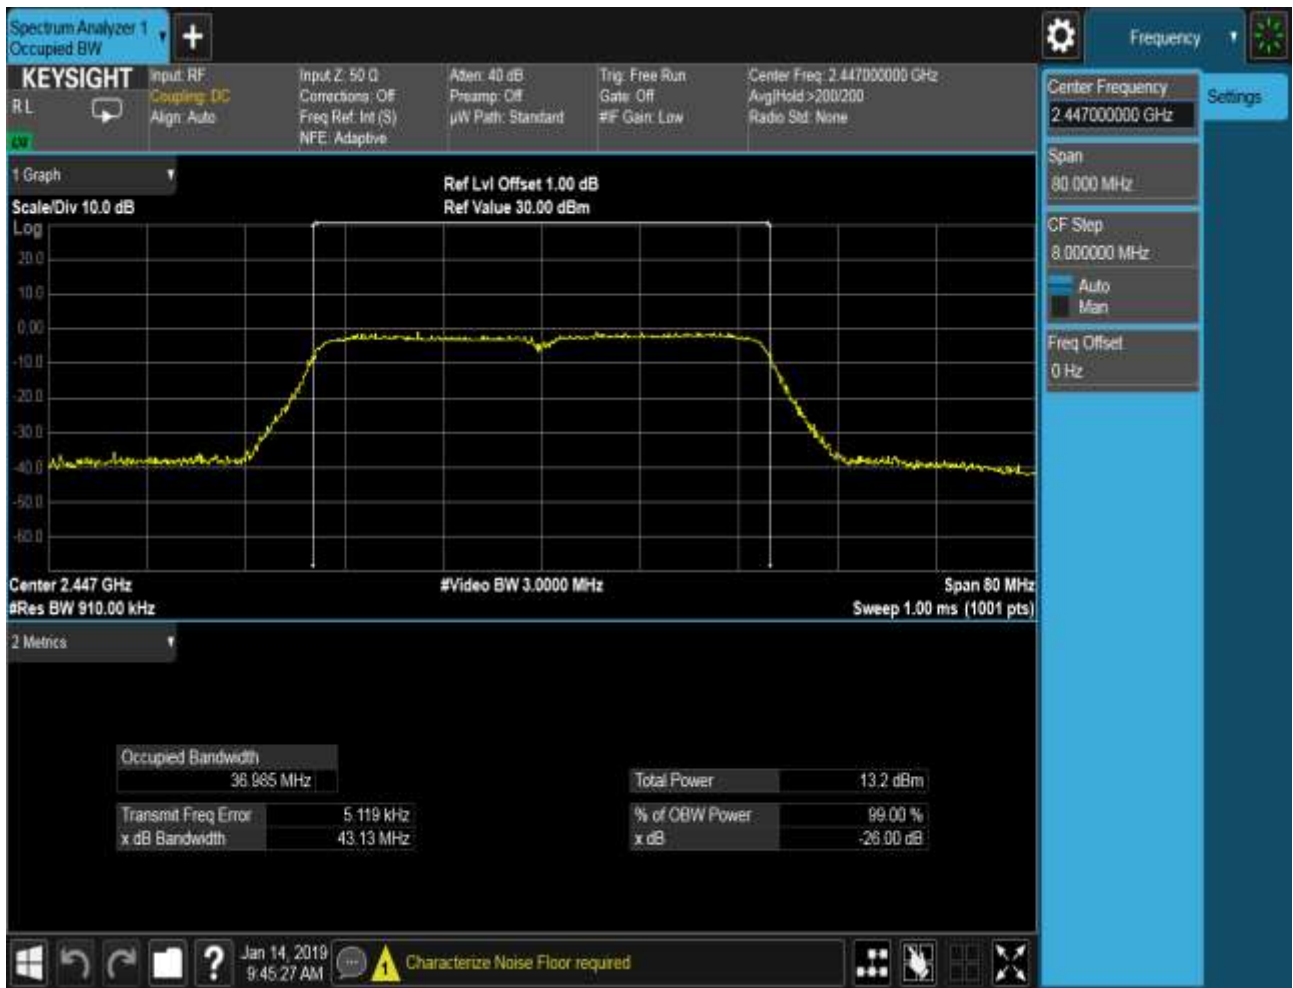 Spectrum Analyzer 1
Occupied BW
Frequency
KEYSIGHT
R L
Input: RF
Coupling: DC
Align: Auto
Input Z: 50 Ω
Corrections: Off
Freq Ref: Int (S)
NFE: Adaptive
Atten: 40 dB
Preamp: Off
µW Path: Standard
Trig: Free Run
Gate: Off
#IF Gain: Low
Center Freq: 2.447000000 GHz
Avg|Hold >200/200
Radio Std: None
Center Frequency
2.447000000 GHz
Settings
Span
80.000 MHz
CF Step
8.000000 MHz
Auto
Man
Freq Offset
0 Hz
1 Graph
Scale/Div 10.0 dB
Ref Lvl Offset 1.00 dB
Ref Value 30.00 dBm
Log
20.0
10.0
0.00
-10.0
-20.0
-30.0
-40.0
-50.0
-60.0
Center 2.447 GHz
#Video BW 3.0000 MHz
Span 80 MHz
#Res BW 910.00 kHz
Sweep 1.00 ms (1001 pts)
2 Metrics
Occupied Bandwidth
36.985 MHz
Total Power 13.2 dBm
Transmit Freq Error 5.119 kHz
% of OBW Power 99.00 %
x dB Bandwidth 43.13 MHz
x dB -26.00 dB
?
Jan 14, 2019
9:45:27 AM
1
Characterize Noise Floor required